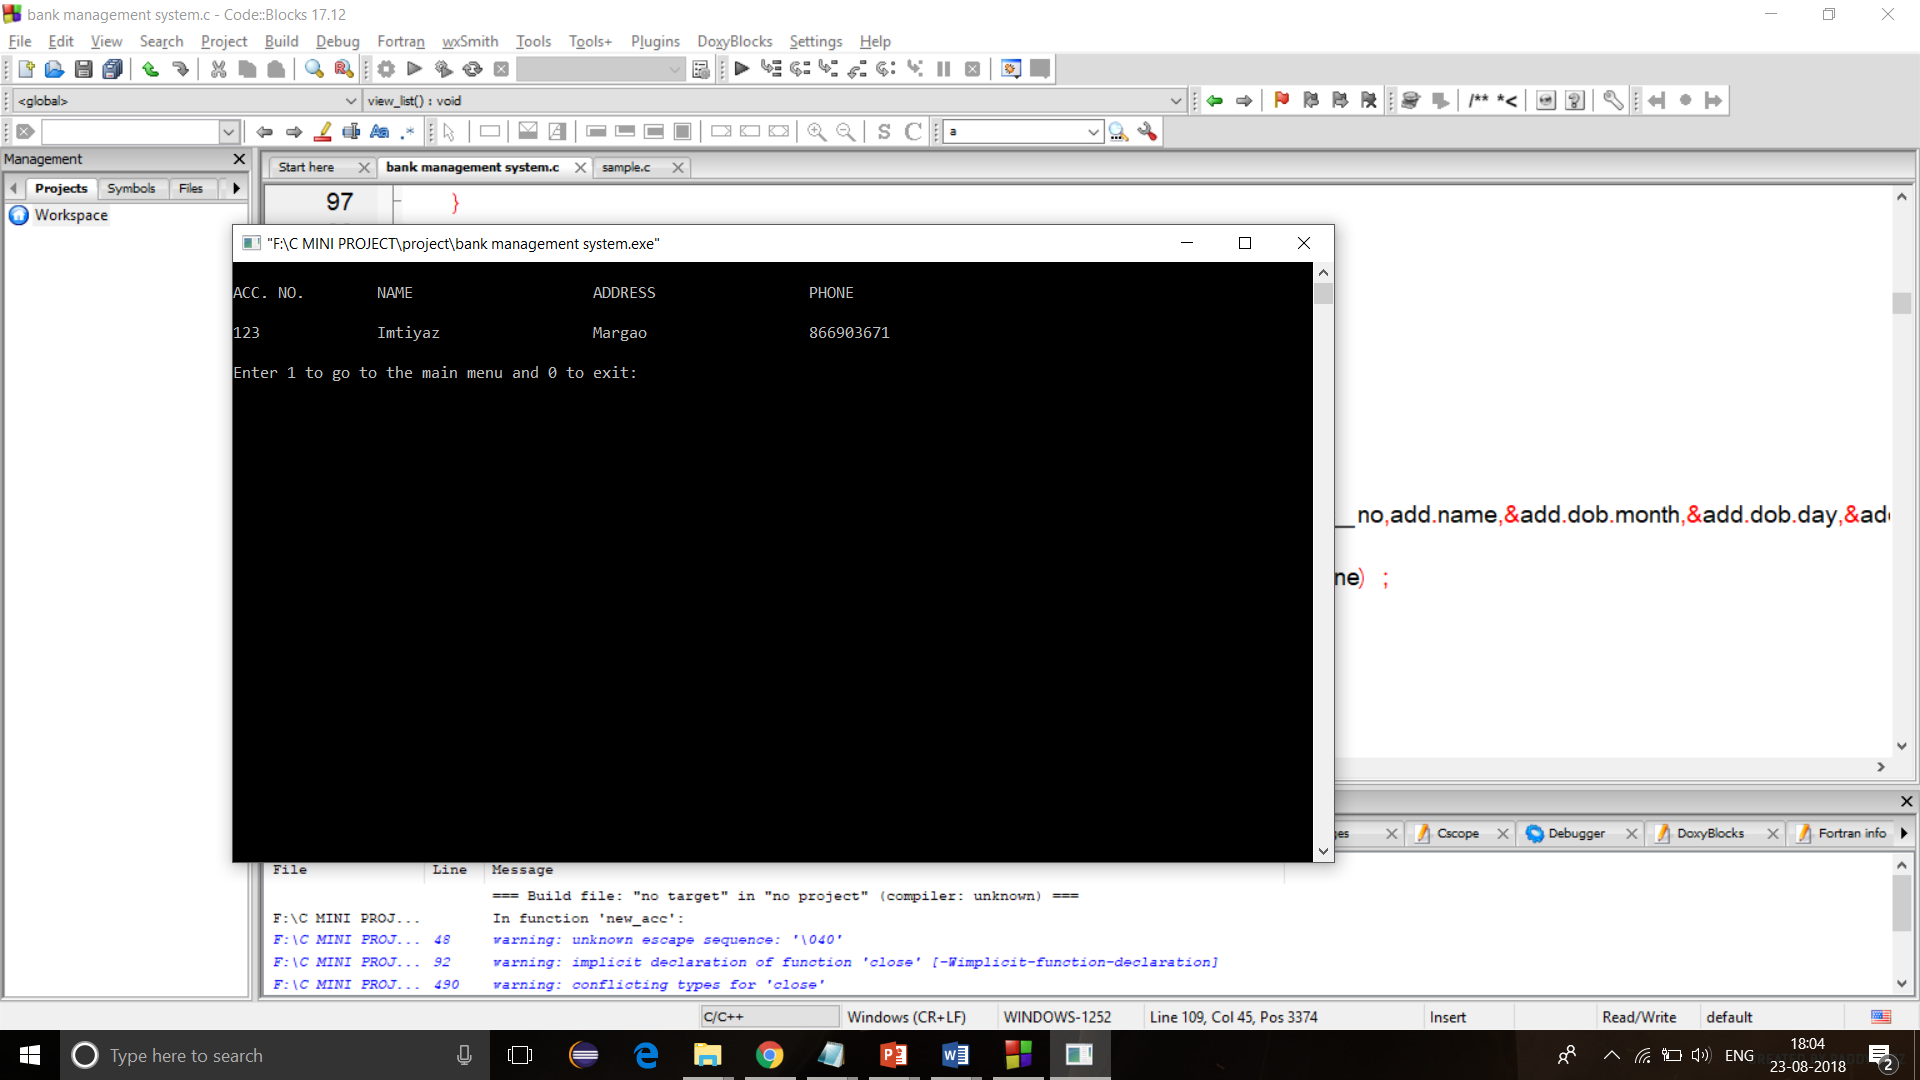 bank management system.c - Code::Blocks 17.12
File Edit View Search Project Build Debug Fortran wxSmith Tools Tools+ Plugins DoxyBlocks Settings Help
<global> view_list() : void
/** *<
S C a
Management
Start here bank management system.c sample.c
Projects Symbols Files
97 }
Workspace
"F:\C MINI PROJECT\project\bank management system.exe"
ACC. NO. NAME ADDRESS PHONE
123 Imtiyaz Margao 866903671
Enter 1 to go to the main menu and 0 to exit:
no,add.name,&add.dob.month,&add.dob.day,&ad
ne) ;
Cscope Debugger DoxyBlocks Fortran info
File Line Message
=== Build file: "no target" in "no project" (compiler: unknown) ===
F:\C MINI PROJ... In function 'new_acc':
F:\C MINI PROJ... 48 warning: unknown escape sequence: '\040'
F:\C MINI PROJ... 92 warning: implicit declaration of function 'close' [-Wimplicit-function-declaration]
F:\C MINI PROJ... 490 warning: conflicting types for 'close'
C/C++ Windows (CR+LF) WINDOWS-1252 Line 109, Col 45, Pos 3374 Insert Read/Write default
Type here to search
ENG
18:04
23-08-2018
2